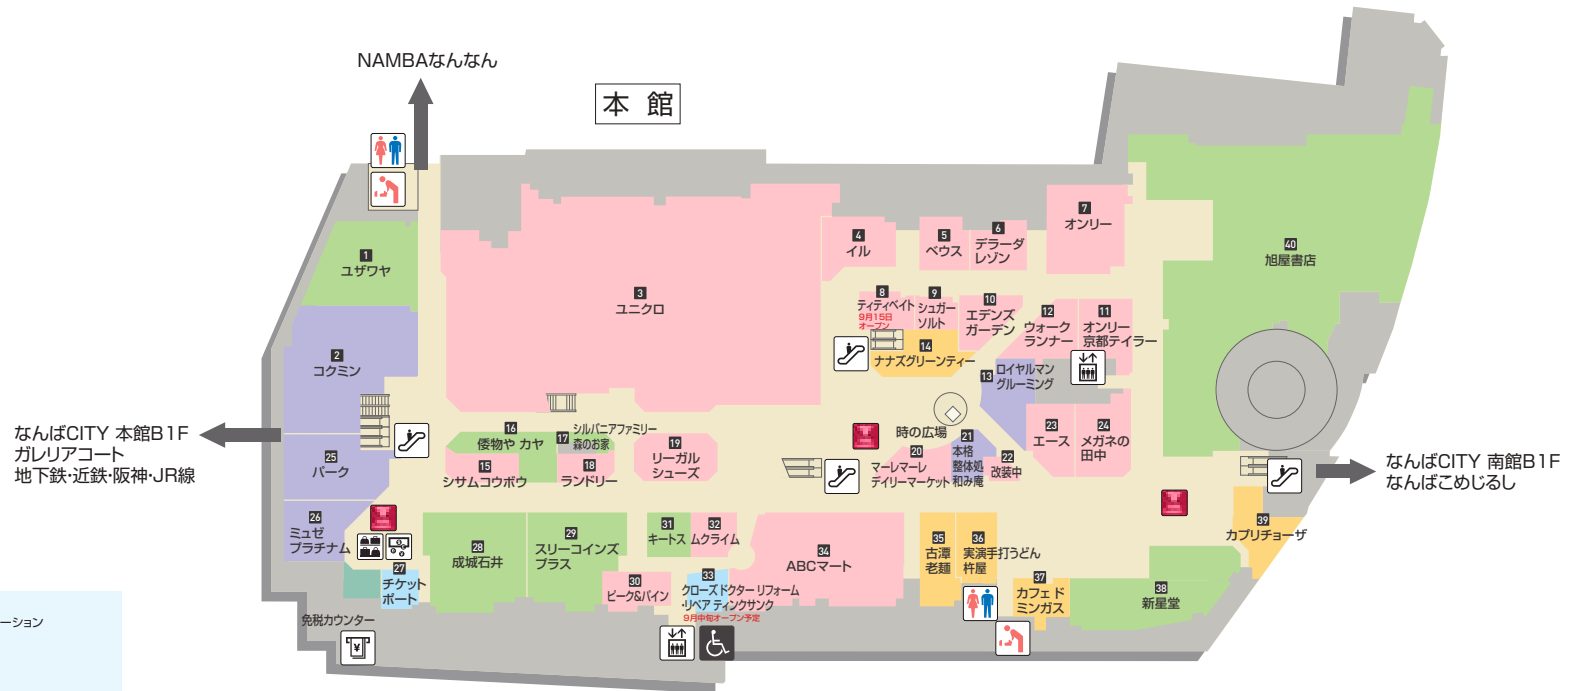 NAMBAなんなん
本 館
1
ユザワヤ
2
コクミン
3
ユニクロ
4
イル
5
ベウス
6
デラーダ
レゾン
7
オンリー
8
ティティベイト
9月15日
オープン
9
シュガー
ソルト
10
エデンズ
ガーデン
12
ウォーク
ランナー
11
オンリー
京都テイラー
40
旭屋書店
14
ナナズグリーンティー
13
ロイヤルマン
グルーミング
なんばCITY 本館B1F
ガレリアコート
地下鉄・近鉄・阪神・JR線
25
パーク
16
倭物や カヤ
17
シルバニアファミリー
森のお家
15
シサムコウボウ
18
ランドリー
19
リーガル
シューズ
時の広場
20
マーレマーレ
デイリーマーケット
21
本格
整体処
和み庵
22
改装中
23
エース
24
メガネの
田中
なんばCITY 南館B1F
なんばこめじるし
26
ミュゼ
プラチナム
27
チケット
ポート
28
成城石井
29
スリーコインズ
プラス
31
キートス
32
ムクライム
30
ピーク&パイン
33
クローズドクター リフォーム
・リペア ティンクサンク
9月中旬オープン予定
34
ABCマート
35
古潭
老麺
36
実演手打うどん
杵屋
37
カフェ ド
ミンガス
38
新星堂
39
カプリチョーザ
免税カウンター
¥
ーション